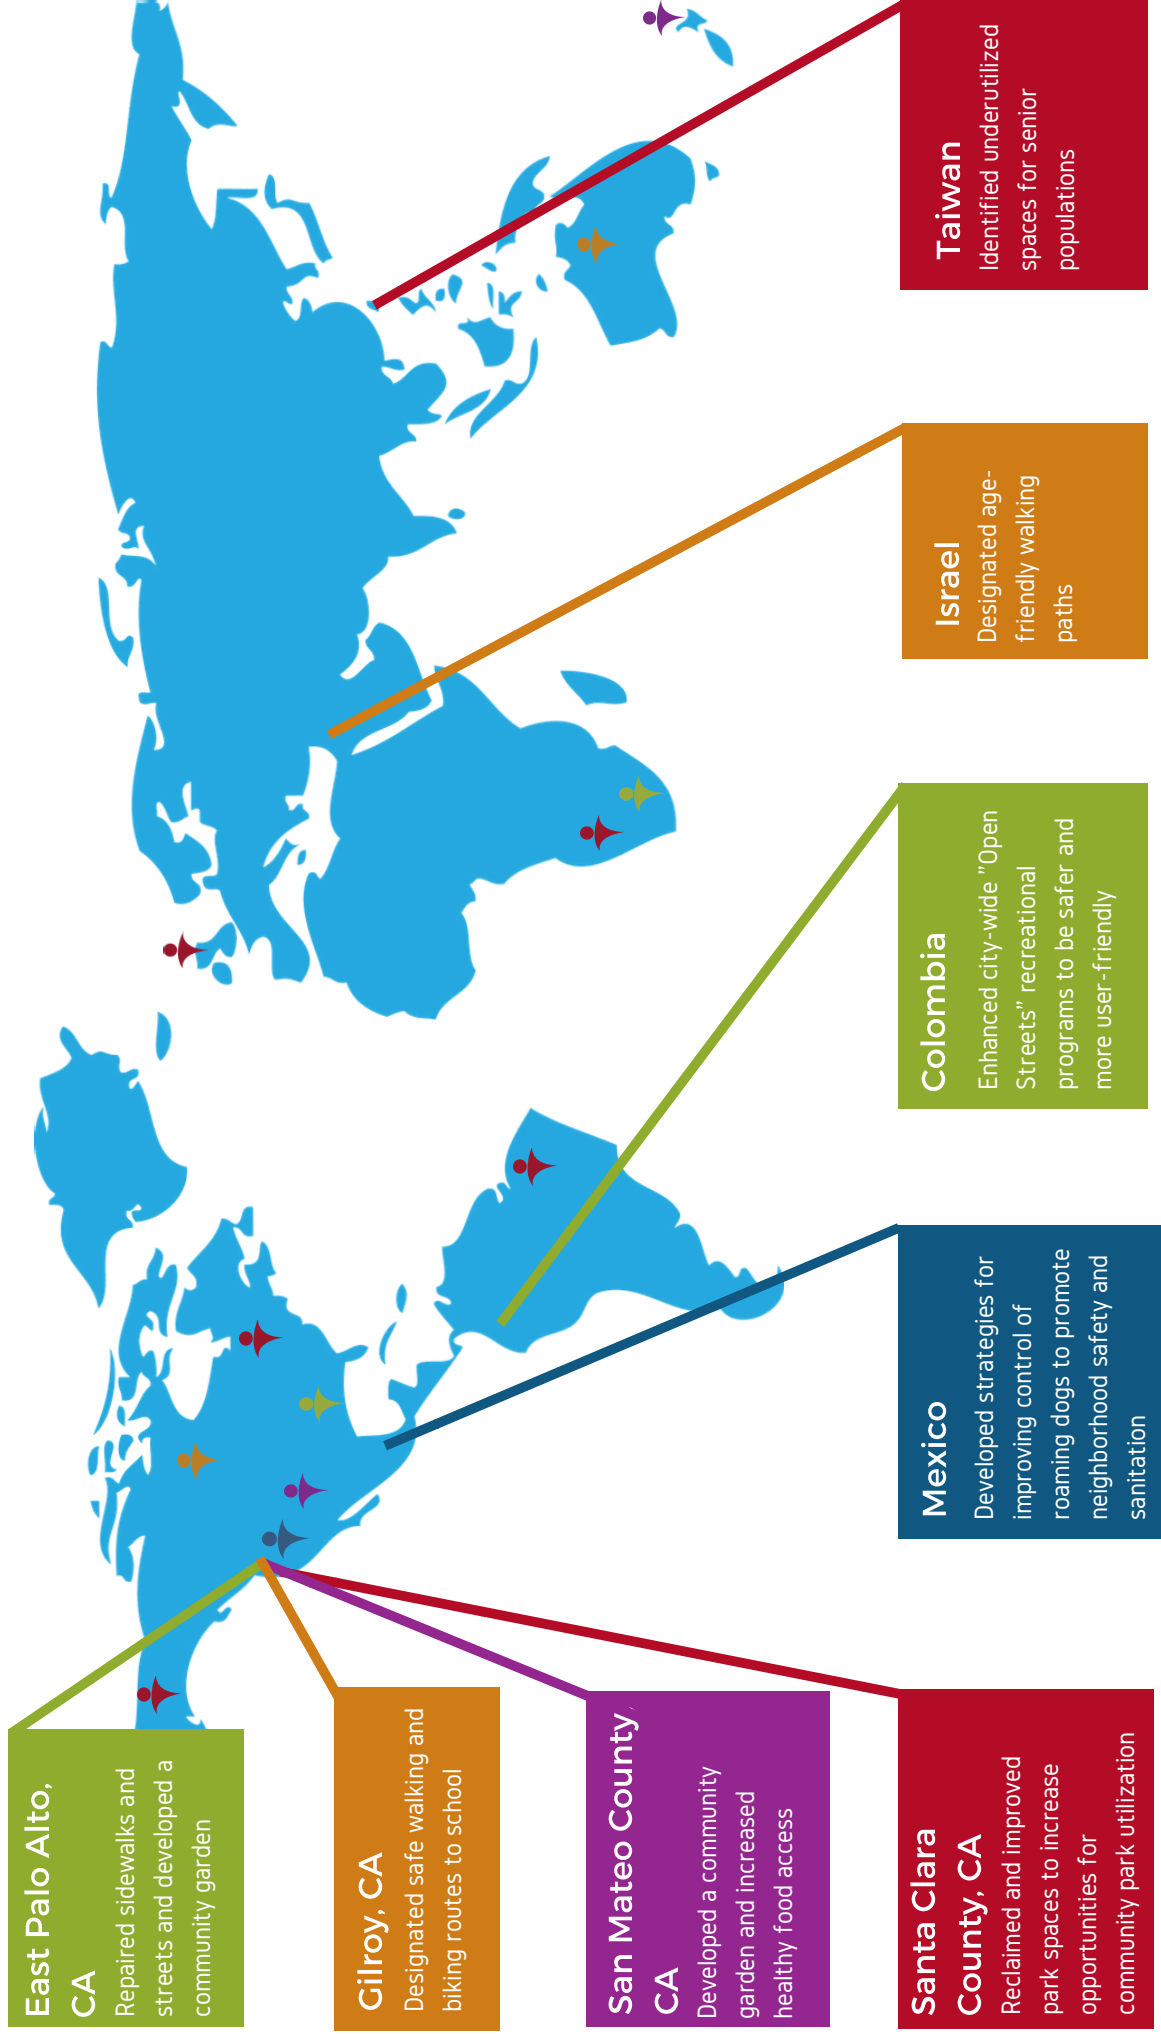 East Palo Alto,
CA
Repaired sidewalks and
streets and developed a
community garden
Gilroy, CA
Designated safe walking and
biking routes to school
San Mateo County,
CA
Developed a community
garden and increased
healthy food access
Santa Clara
County, CA
Reclaimed and improved
park spaces to increase
opportunities for
community park utilization
Mexico
Developed strategies for
improving control of
roaming dogs to promote
neighborhood safety and
sanitation
Colombia
Enhanced city-wide "Open
Streets" recreational
programs to be safer and
more user-friendly
Israel
Designated age-
friendly walking
paths
Taiwan
Identified underutilized
spaces for senior
populations